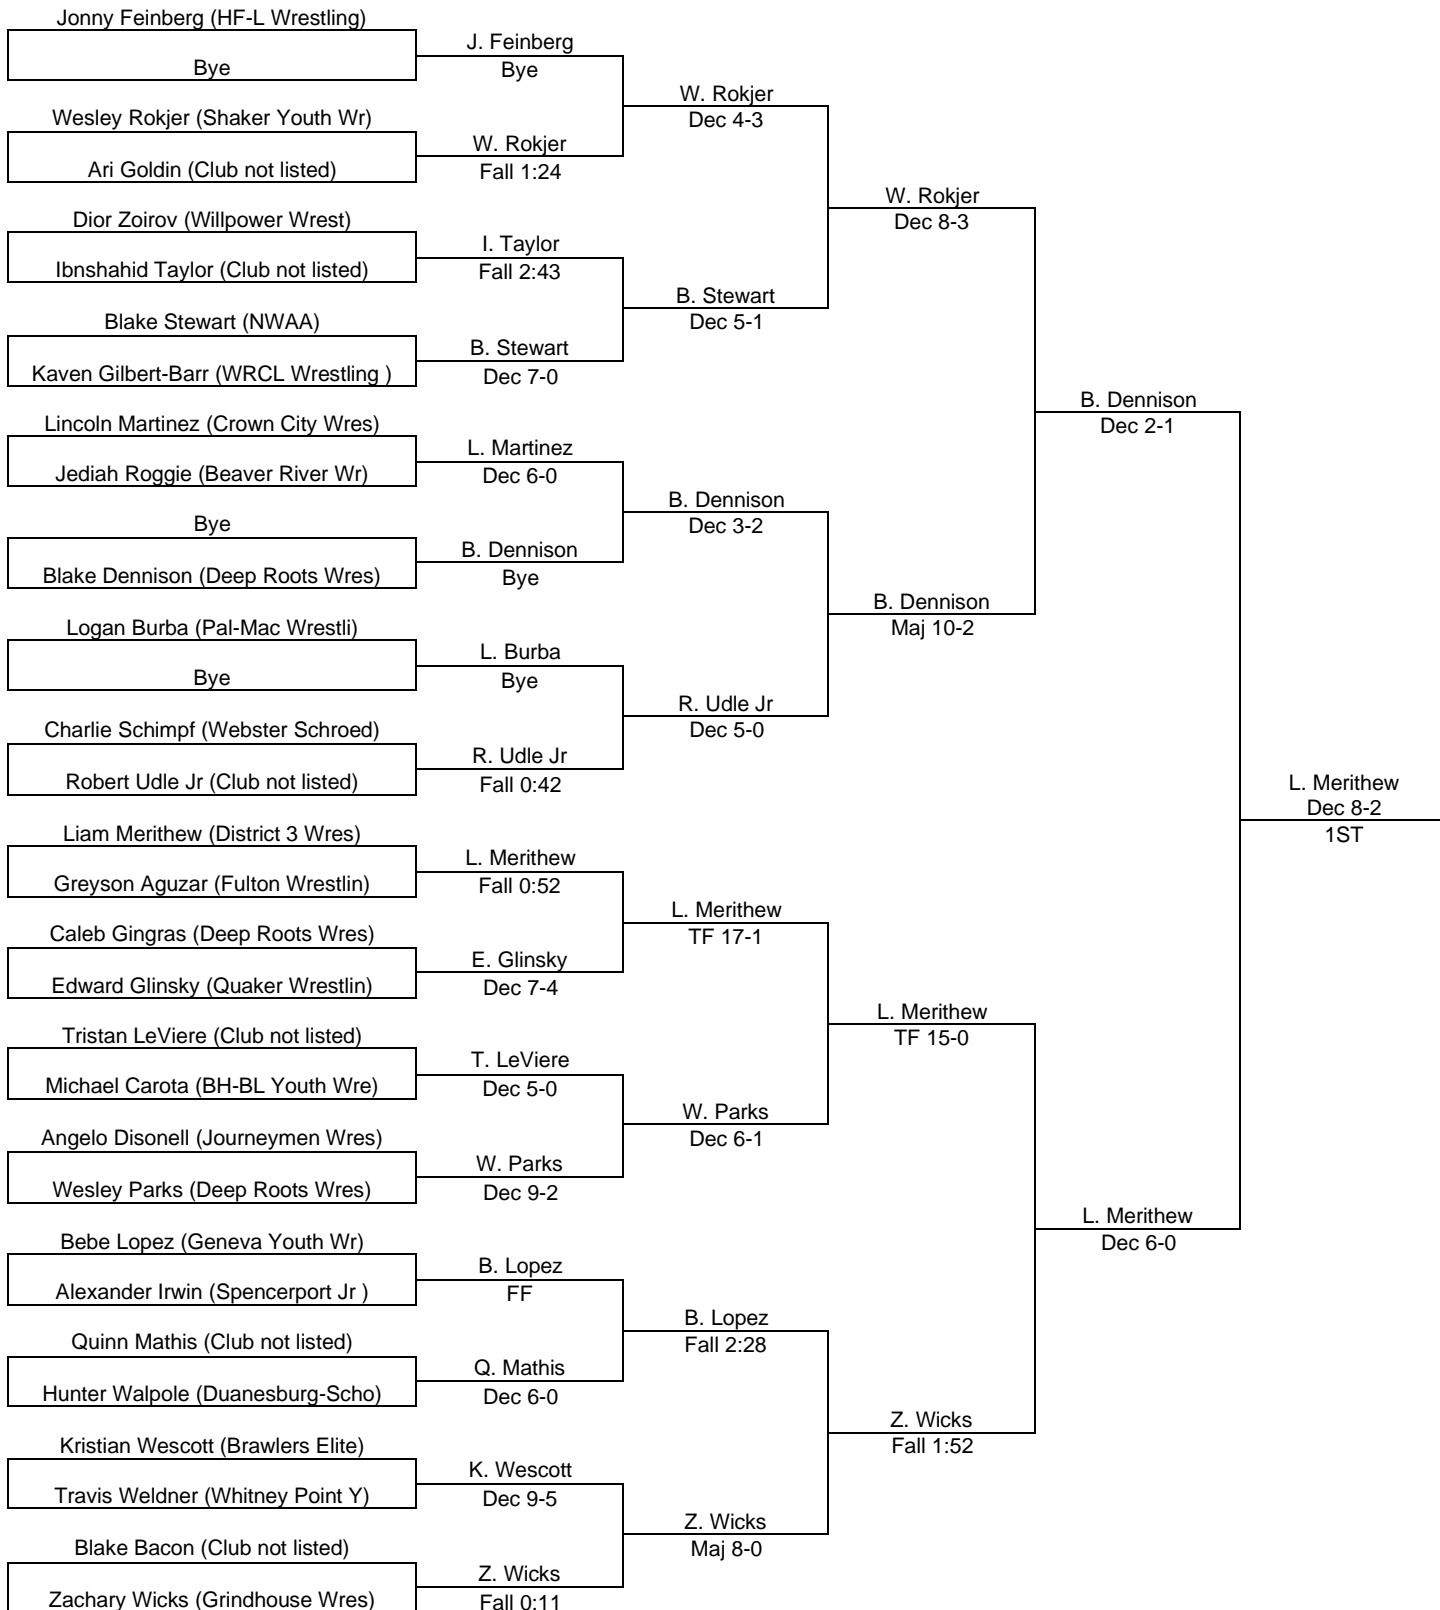 Jonny Feinberg (HF-L Wrestling)
Bye
Wesley Rokjer (Shaker Youth Wr)
Ari Goldin (Club not listed)
Dior Zoirov (Willpower Wrest)
Ibnshahid Taylor (Club not listed)
Blake Stewart (NWAA)
Kaven Gilbert-Barr (WRCL Wrestling )
Lincoln Martinez (Crown City Wres)
Jediah Roggie (Beaver River Wr)
Bye
Blake Dennison (Deep Roots Wres)
Logan Burba (Pal-Mac Wrestli)
Bye
Charlie Schimpf (Webster Schroed)
Robert Udle Jr (Club not listed)
Liam Merithew (District 3 Wres)
Greyson Aguzar (Fulton Wrestlin)
Caleb Gingras (Deep Roots Wres)
Edward Glinsky (Quaker Wrestlin)
Tristan LeViere (Club not listed)
Michael Carota (BH-BL Youth Wre)
Angelo Disonell (Journeymen Wres)
Wesley Parks (Deep Roots Wres)
Bebe Lopez (Geneva Youth Wr)
Alexander Irwin (Spencerport Jr )
Quinn Mathis (Club not listed)
Hunter Walpole (Duanesburg-Scho)
Kristian Wescott (Brawlers Elite)
Travis Weldner (Whitney Point Y)
Blake Bacon (Club not listed)
Zachary Wicks (Grindhouse Wres)
J. Feinberg
Bye
W. Rokjer
Fall 1:24
I. Taylor
Fall 2:43
B. Stewart
Dec 7-0
L. Martinez
Dec 6-0
B. Dennison
Bye
L. Burba
Bye
R. Udle Jr
Fall 0:42
L. Merithew
Fall 0:52
E. Glinsky
Dec 7-4
T. LeViere
Dec 5-0
W. Parks
Dec 9-2
B. Lopez
FF
Q. Mathis
Dec 6-0
K. Wescott
Dec 9-5
Z. Wicks
Fall 0:11
W. Rokjer
Dec 4-3
B. Stewart
Dec 5-1
B. Dennison
Dec 3-2
R. Udle Jr
Dec 5-0
L. Merithew
TF 17-1
W. Parks
Dec 6-1
B. Lopez
Fall 2:28
Z. Wicks
Maj 8-0
W. Rokjer
Dec 8-3
B. Dennison
Maj 10-2
L. Merithew
TF 15-0
Z. Wicks
Fall 1:52
B. Dennison
Dec 2-1
L. Merithew
Dec 6-0
L. Merithew
Dec 8-2
1ST